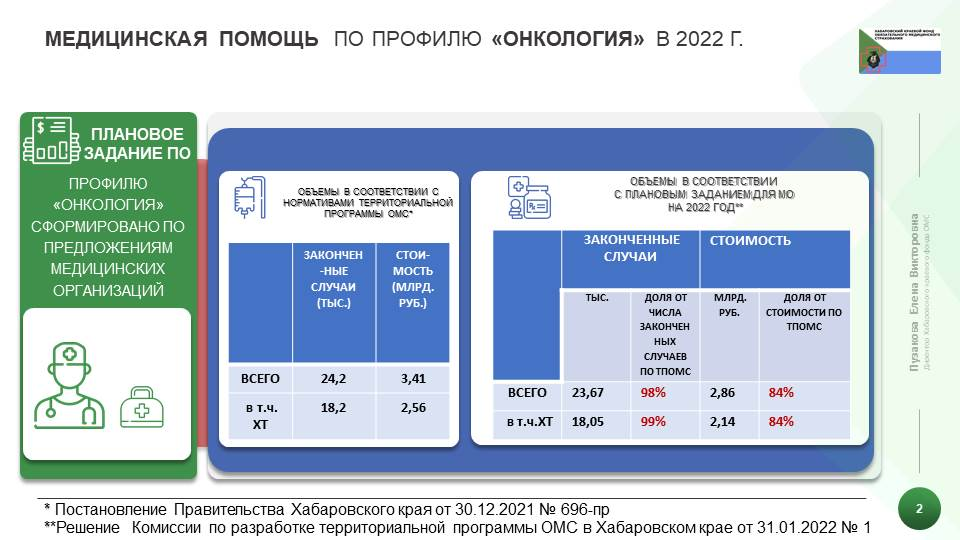 МЕДИЦИНСКАЯ ПОМОЩЬ ПО ПРОФИЛЮ «ОНКОЛОГИЯ» В 2022 Г.
ХАБАРОВСКИЙ КРАЕВОЙ ФОНД
ОБЯЗАТЕЛЬНОГО МЕДИЦИНСКОГО
СТРАХОВАНИЯ
ПЛАНОВОЕ
ЗАДАНИЕ ПО
ПРОФИЛЮ
«ОНКОЛОГИЯ»
СФОРМИРОВАНО ПО
ПРЕДЛОЖЕНИЯМ
МЕДИЦИНСКИХ
ОРГАНИЗАЦИЙ
ОБЪЕМЫ В СООТВЕТСТВИИ С
НОРМАТИВАМИ ТЕРРИТОРИАЛЬНОЙ
ПРОГРАММЫ ОМС*
ЗАКОНЧЕН
-НЫЕ
СЛУЧАИ
(ТЫС.)
СТОИ-
МОСТЬ
(МЛРД.
РУБ.)
ВСЕГО 24,2 3,41
в т.ч.
ХТ
18,2 2,56
ОБЪЕМЫ В СООТВЕТСТВИИ
С ПЛАНОВЫМ ЗАДАНИЕМ ДЛЯ МО
НА 2022 ГОД**
ЗАКОНЧЕННЫЕ
СЛУЧАИ
СТОИМОСТЬ
ТЫС.
ДОЛЯ ОТ
ЧИСЛА
ЗАКОНЧЕН
НЫХ
СЛУЧАЕВ
ПО ТПОМС
МЛРД.
РУБ.
ДОЛЯ ОТ
СТОИМОСТИ ПО
ТПОМС
ВСЕГО 23,67 98% 2,86 84%
в т.ч.ХТ 18,05 99% 2,14 84%
Пузакова Елена Викторовна
Директор Хабаровского краевого фонда ОМС
* Постановление Правительства Хабаровского края от 30.12.2021 № 696-пр
**Решение Комиссии по разработке территориальной программы ОМС в Хабаровском крае от 31.01.2022 № 1
2